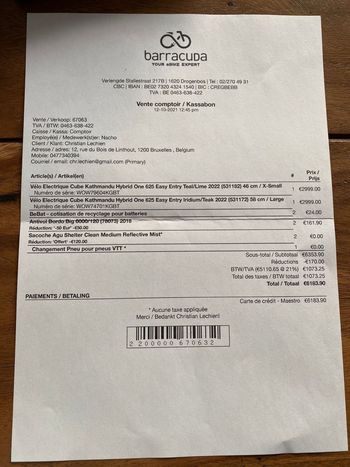 barracuda
YOUR eBIKE EXPERT
Verlengde Stallestraat 217B | 1620 Drogenbos | Tel : 02/270 49 31
CBC | IBAN : BE02 7320 4324 1540 | BIC : CREGBEBB
TVA : BE 0463-638-422
Vente comptoir / Kassabon
12-10-2021 12:45 pm
Vente / Verkoop: 67063
TVA / BTW: 0463-638-422
Caisse / Kassa: Comptoir
Employé(e) / Medewerk(st)er: Nacho
Client / Klant: Christian Lechien
Adresse / adres: 12, rue du Bois de Linthout, 1200 Bruxelles , Belgium
Mobile: 0477340094
Courriel / email: chr.lechien@gmail.com (Primary)
Article(s) / Artikel(en) # Prix / Prijs
Vélo Electrique Cube Kathmandu Hybrid One 625 Easy Entry Teal/Lime 2022 (531192) 46 cm / X-Small 1 €2999.00
Numéro de série: WOW79604KGBT
Vélo Electrique Cube Kathmandu Hybrid One 625 Easy Entry Iridium/Teak 2022 (531172) 58 cm / Large 1 €2999.00
Numéro de série: WOW74701KGBT
BeBat - cotisation de recyclage pour batteries 2 €24.00
Antivol Bordo Big 6000/120 (78073) 2018 2 €161.90
Réduction: '-50 Eur' -€50.00
Sacoche Agu Shelter Clean Medium Reflective Mist* 2 €0.00
Réduction: 'Offert' -€120.00
Changement Pneu pour pneus VTT * 1 €0.00
Sous-total / Subtotaal €6353.90
Réductions -€170.00
BTW/TVA (€5110.65 @ 21%) €1073.25
Total des taxes / BTW totaal €1073.25
Total / Totaal €6183.90
PAIEMENTS / BETALING Carte de crédit - Maestro €6183.90
* Aucune taxe appliquée
Merci / Bedankt Christian Lechien!
2 200000 670632